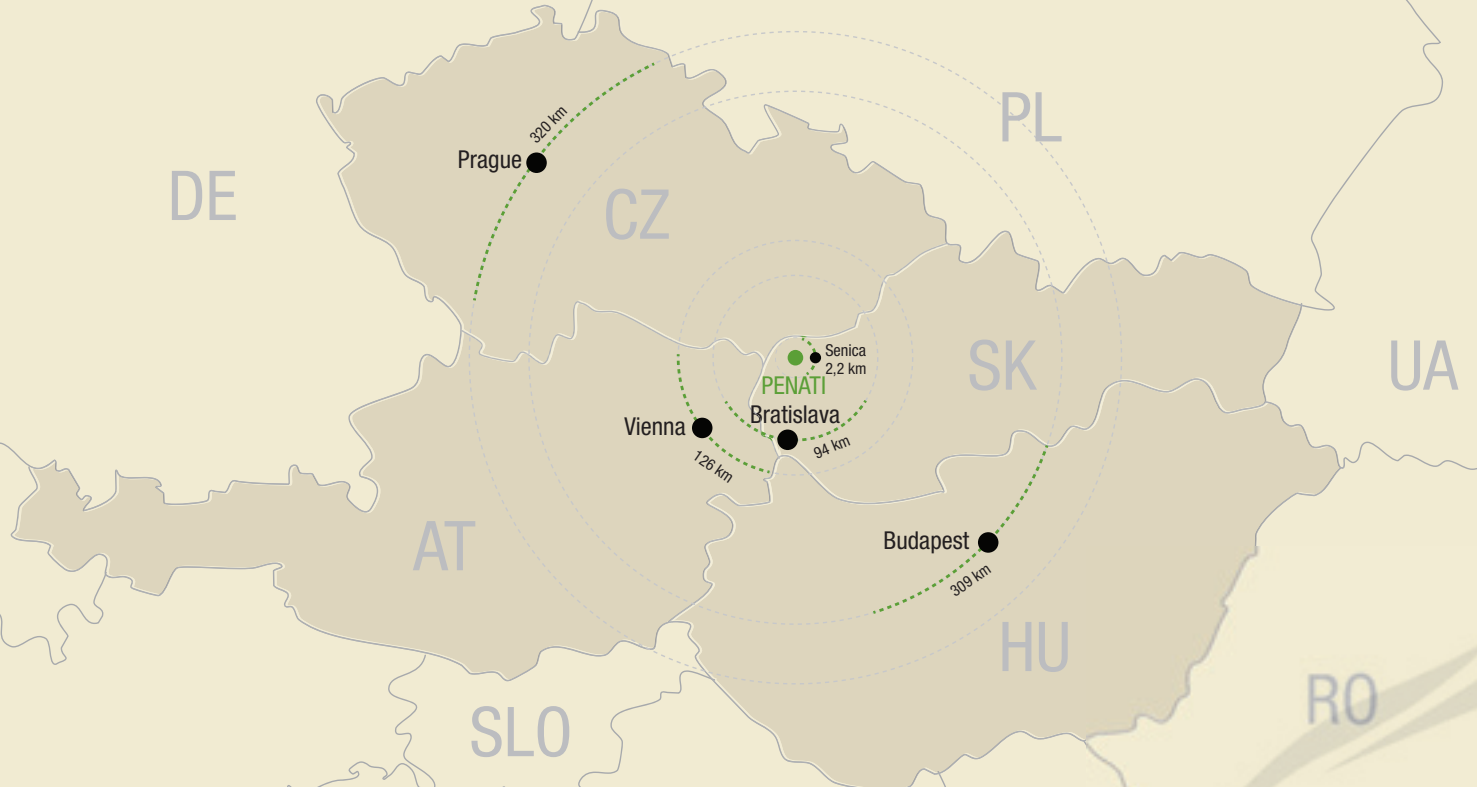 PL
320 km
Prague
DE
CZ
Senica
2,2 km
PENATI
SK
UA
Bratislava
Vienna
94 km
126 km
AT
Budapest
309 km
HU
RO
SLO